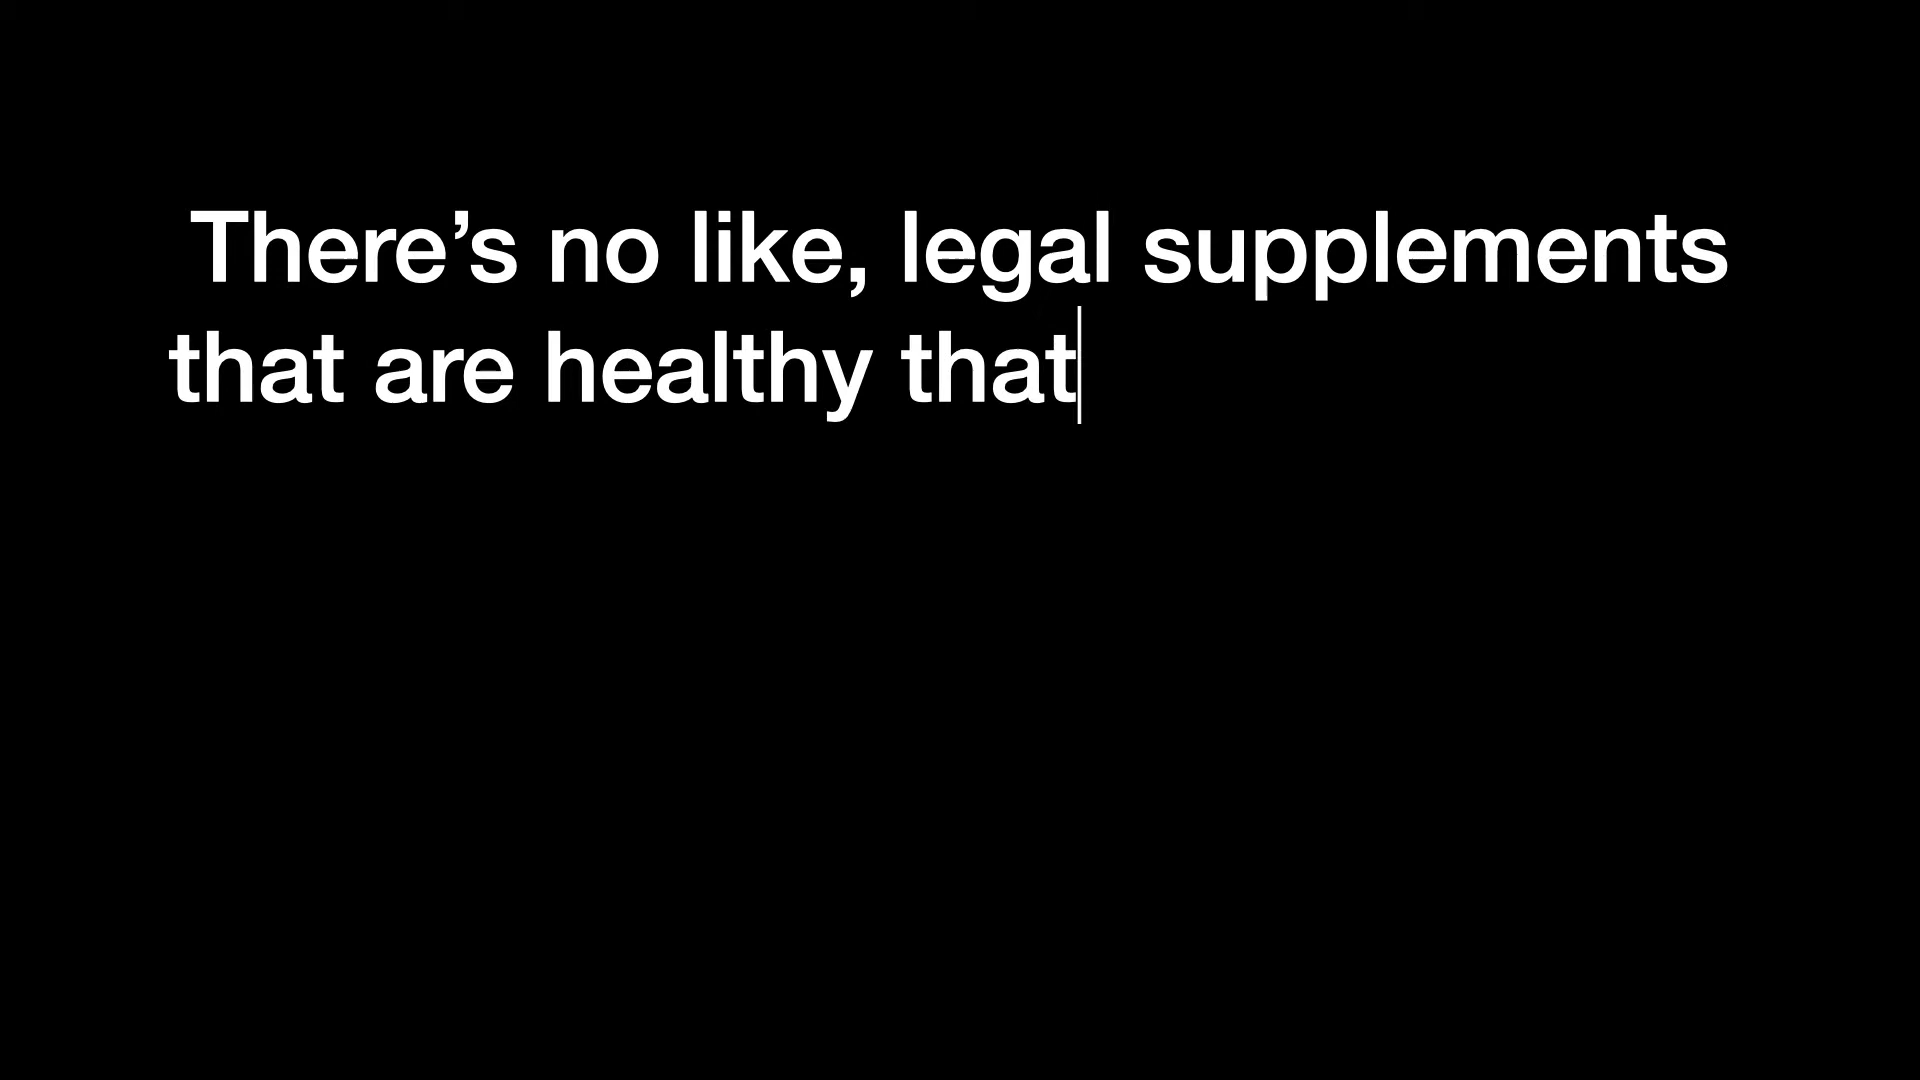 There’s no like, legal supplements
that are healthy that